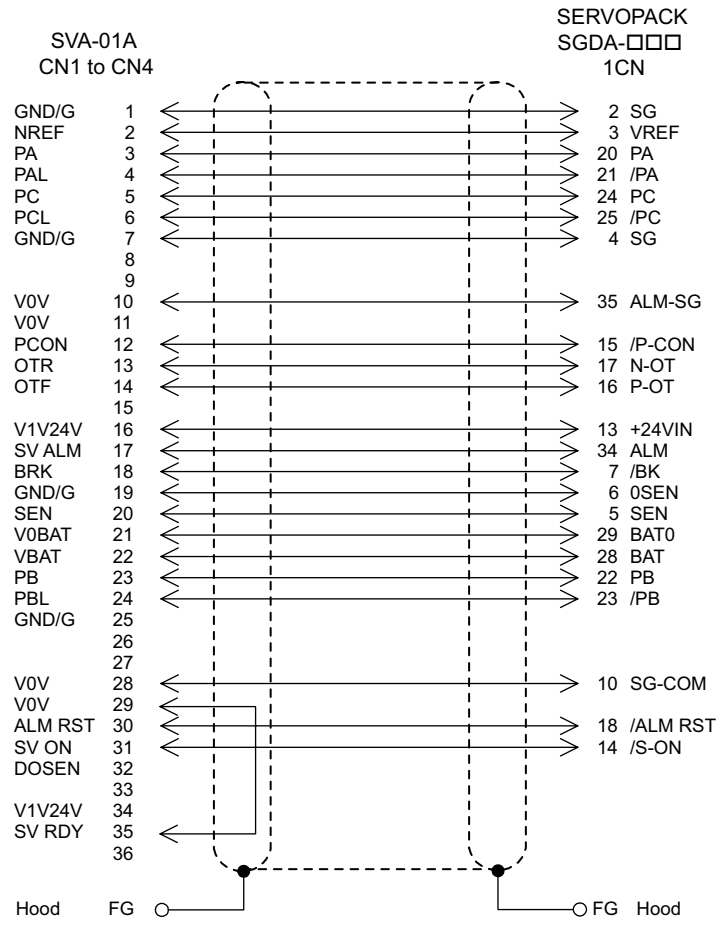 SVA-01A
CN1 to CN4
SERVOPACK
SGDA-□□□
1CN
GND/G 1 2 SG
NREF 2 3 VREF
PA 3 20 PA
PAL 4 21 /PA
PC 5 24 PC
PCL 6 25 /PC
GND/G 7 4 SG
8
9
V0V 10 35 ALM-SG
V0V 11
PCON 12 15 /P-CON
OTR 13 17 N-OT
OTF 14 16 P-OT
15
V1V24V 16 13 +24VIN
SV ALM 17 34 ALM
BRK 18 7 /BK
GND/G 19 6 0SEN
SEN 20 5 SEN
V0BAT 21 29 BAT0
VBAT 22 28 BAT
PB 23 22 PB
PBL 24 23 /PB
GND/G 25
26
27
V0V 28 10 SG-COM
V0V 29
ALM RST 30 18 /ALM RST
SV ON 31 14 /S-ON
DOSEN 32
33
V1V24V 34
SV RDY 35
36
Hood FG FG Hood